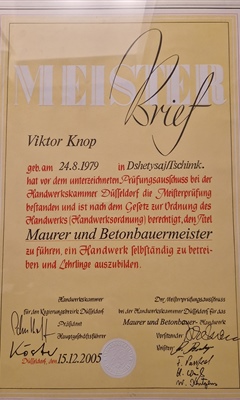 MEISTER
Brief
Viktor Knop
geb. am 24.8.1979 in Dshetysaj/Tschimk.
hat vor dem unterzeichneten Prüfungsausschuss bei der
Handwerkskammer Düsseldorf die Meisterprüfung
bestanden und ist nach dem Gesetz zur Ordnung des
Handwerks (Handwerksordnung) berechtigt, den Titel
Maurer und Betonbauermeister
zu führen, ein Handwerk selbständig zu betrei-
ben und Lehrlinge auszubilden.
Handwerkskammer
für den Regierungsbezirk Düsseldorf
Präsident
Hauptgeschäftsführer
Düsseldorf, den 15.12.2005
Der Meisterprüfungsausschuss
bei der Handwerkskammer Düsseldorf für das
Maurer und Betonbauer- Handwerk
Vorsitzender
Beisitzer